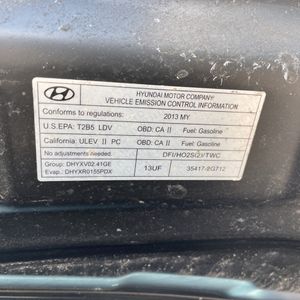 HYUNDAI MOTOR COMPANY
VEHICLE EMISSION CONTROL INFORMATION
Conforms to regulations: 2013 MY
U.S.EPA: T2B5 LDV OBD: CA II Fuel: Gasoline
California: ULEV II PC OBD: CA II Fuel: Gasoline
No adjustments needed. DFI/HO2S(2)/TWC
Group: DHYXV02.41GE
Evap.: DHYXR0155PDX 13UF 35417-2G712